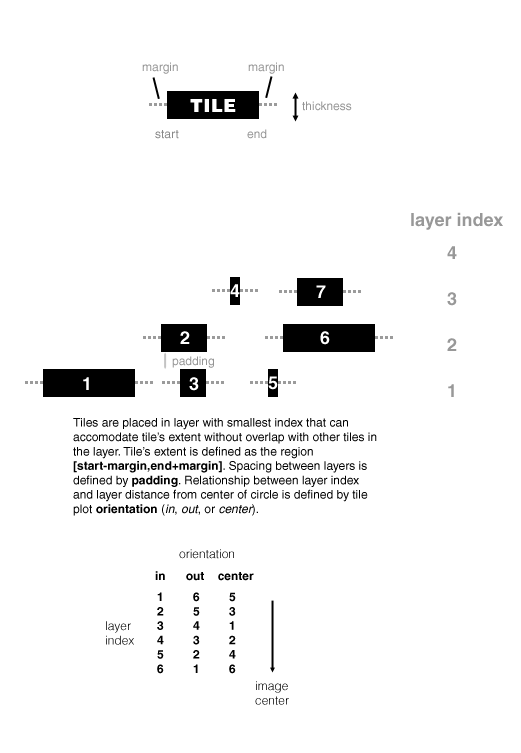 margin margin
TILE
thickness
start end
layer index
4
4 7 3
2 6 2
padding
1 3 5 1
Tiles are placed in layer with smallest index that can
accomodate tile's extent without overlap with other tiles in
the layer. Tile's extent is defined as the region
[start-margin,end+margin]. Spacing between layers is
defined by padding. Relationship between layer index
and layer distance from center of circle is defined by tile
plot orientation (in, out, or center).
orientation
in out center
1 6 5
2 5 3
3 4 1
4 3 2
5 2 4
6 1 6
layer
index
image
center